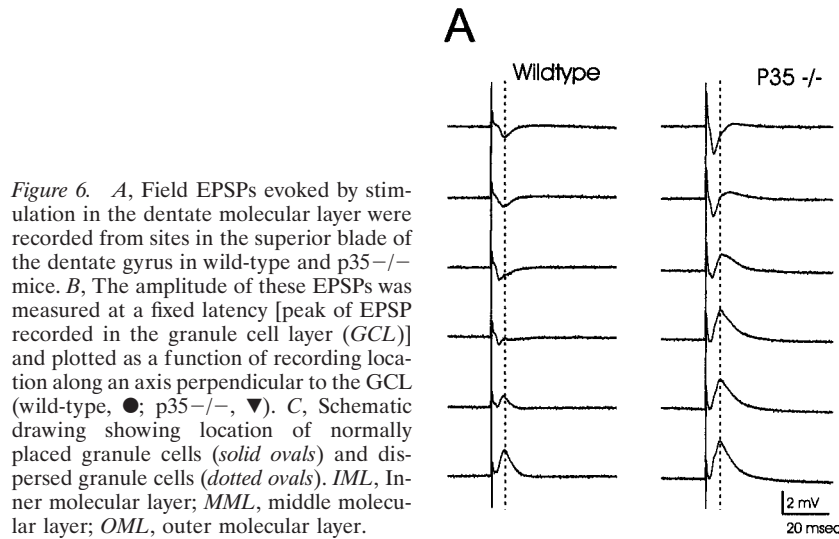 A
Wildtype
P35 -/-
Figure 6. A, Field EPSPs evoked by stim-
ulation in the dentate molecular layer were
recorded from sites in the superior blade of
the dentate gyrus in wild-type and p35−/−
mice. B, The amplitude of these EPSPs was
measured at a fixed latency [peak of EPSP
recorded in the granule cell layer (GCL)]
and plotted as a function of recording loca-
tion along an axis perpendicular to the GCL
(wild-type, ●; p35−/−, ▼). C, Schematic
drawing showing location of normally
placed granule cells (solid ovals) and dis-
persed granule cells (dotted ovals). IML, In-
ner molecular layer; MML, middle molecu-
lar layer; OML, outer molecular layer.
2 mV
20 msec